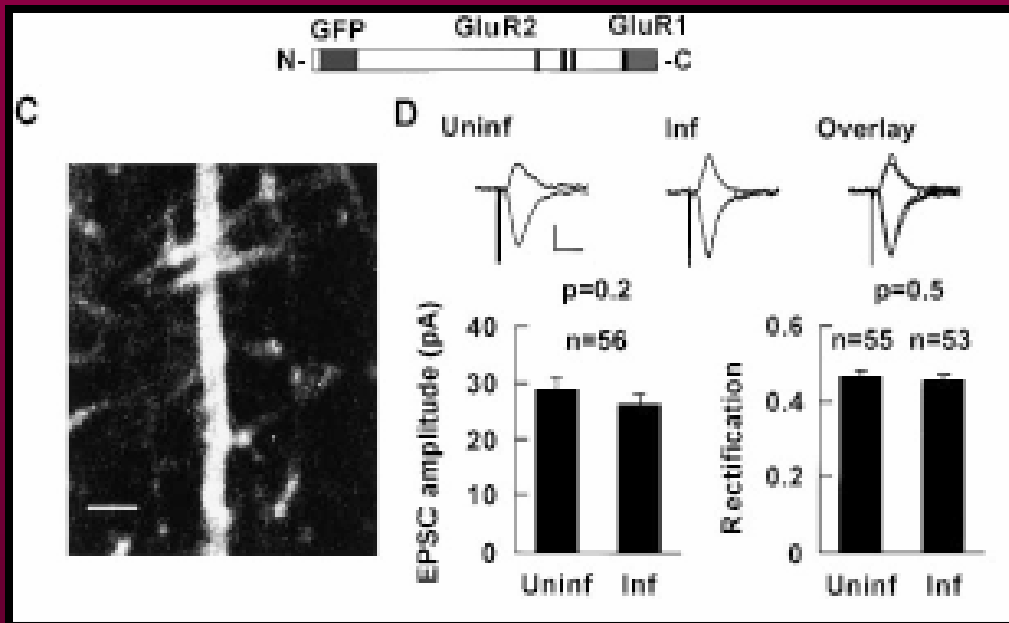 GFP GluR2 GluR1
N- -C
C
D
Uninf Inf Overlay
p=0.2
n=56
EPSC amplitude (pA)
40
30
20
10
0
Uninf Inf
p=0.5
n=55 n=53
Rectification
0.6
0.4
0.2
0
Uninf Inf